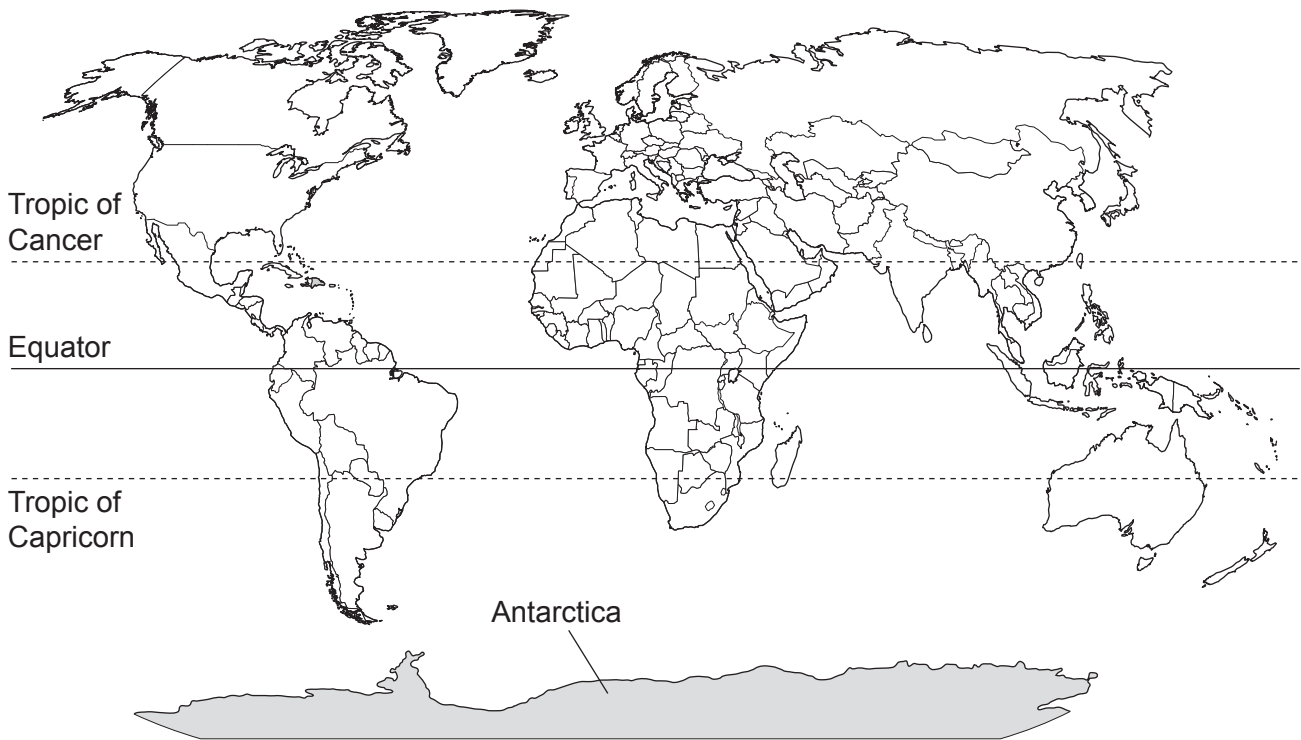 Tropic of
Cancer
Equator
Tropic of
Capricorn
Antarctica